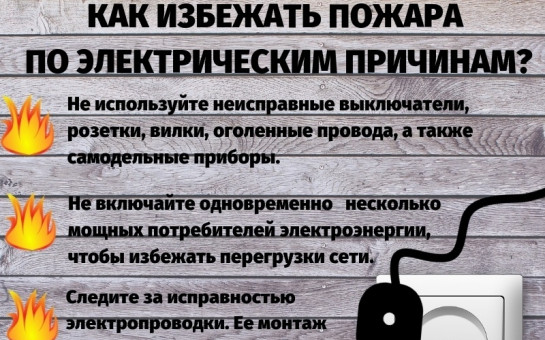 КАК ИЗБЕЖАТЬ ПОЖАРА
ПО ЭЛЕКТРИЧЕСКИМ ПРИЧИНАМ?
Не используйте неисправные выключатели,
розетки, вилки, оголенные провода, а также
самодельные приборы.
Не включайте одновременно несколько
мощных потребителей электроэнергии,
чтобы избежать перегрузки сети.
Следите за исправностью
электропроводки. Ее монтаж